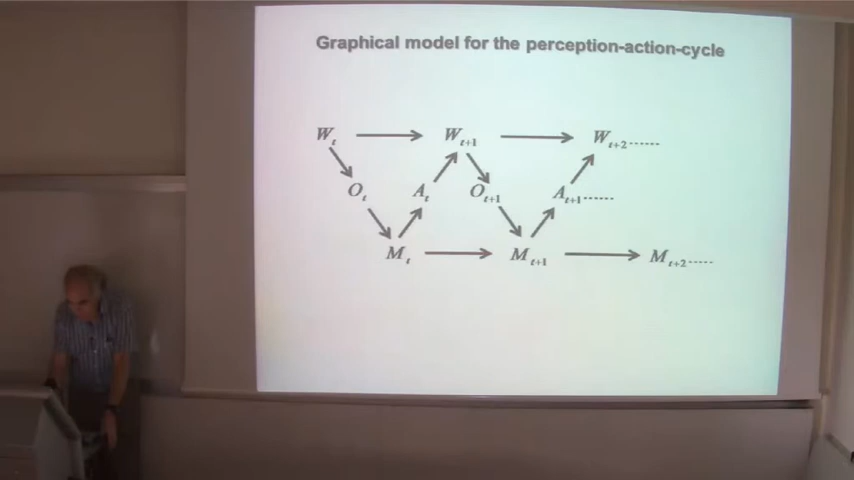 Graphical model for the perception-action-cycle
W_t W_{t+1} W_{t+2}......
O_t A_t O_{t+1} A_{t+1}......
M_t M_{t+1} M_{t+2}.....